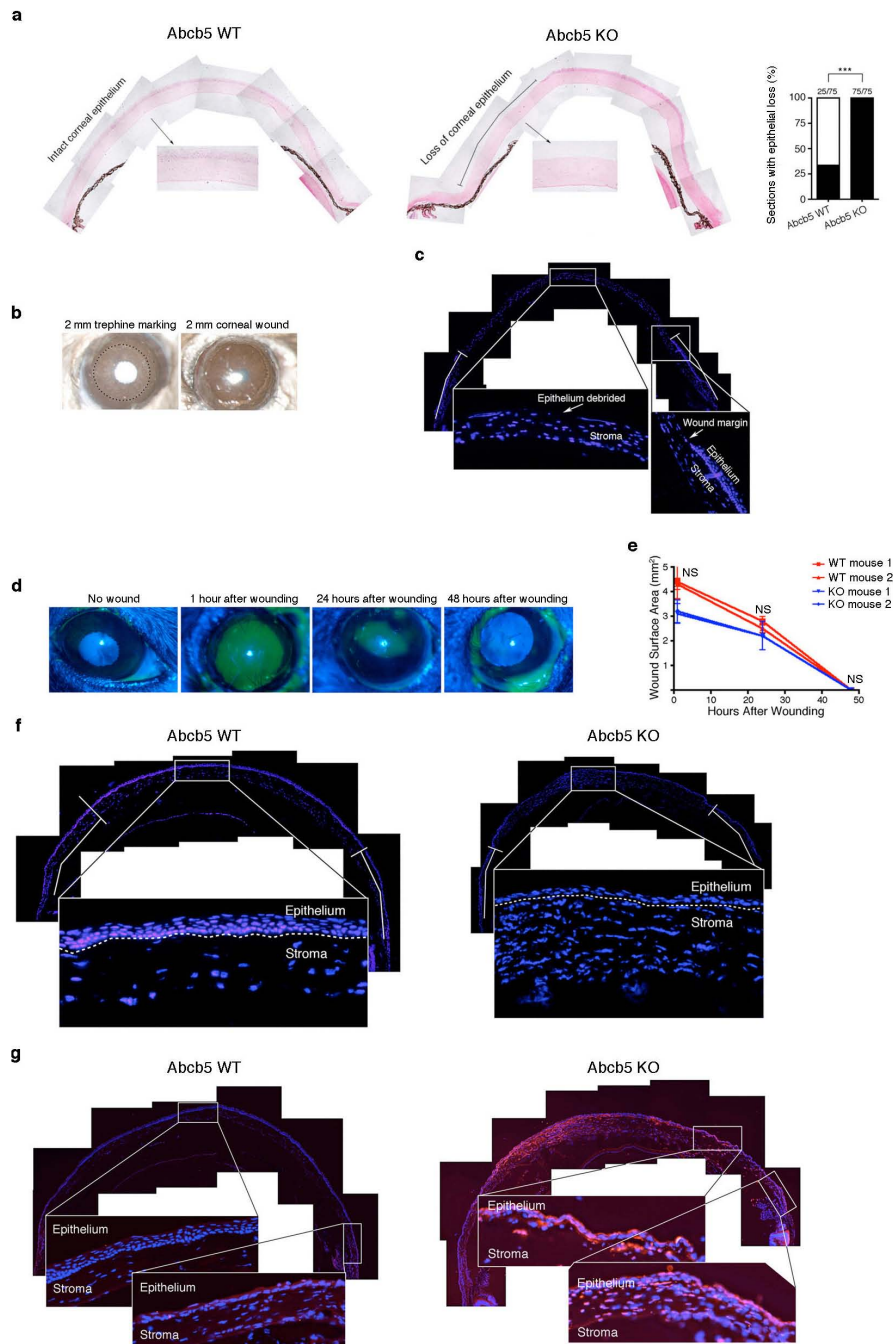 a
Abcb5 WT
Abcb5 KO
Intact corneal epithelium
Loss of corneal epithelium
Sections with epithelial loss (%)
***
25/75 75/75
100
75
50
25
0
Abcb5 WT
Abcb5 KO
b
2 mm trephine marking
2 mm corneal wound
c
Epithelium debrided
Stroma
Wound margin
Epithelium
Stroma
d
No wound
1 hour after wounding
24 hours after wounding
48 hours after wounding
e
Wound Surface Area (mm²)
5
4
3
2
1
NS
NS
NS
0 10 20 30 40 50
Hours After Wounding
WT mouse 1
WT mouse 2
KO mouse 1
KO mouse 2
f
Abcb5 WT
Abcb5 KO
Epithelium
Stroma
Epithelium
Stroma
g
Abcb5 WT
Abcb5 KO
Epithelium
Stroma
Epithelium
Stroma
Epithelium
Stroma
Epithelium
Stroma